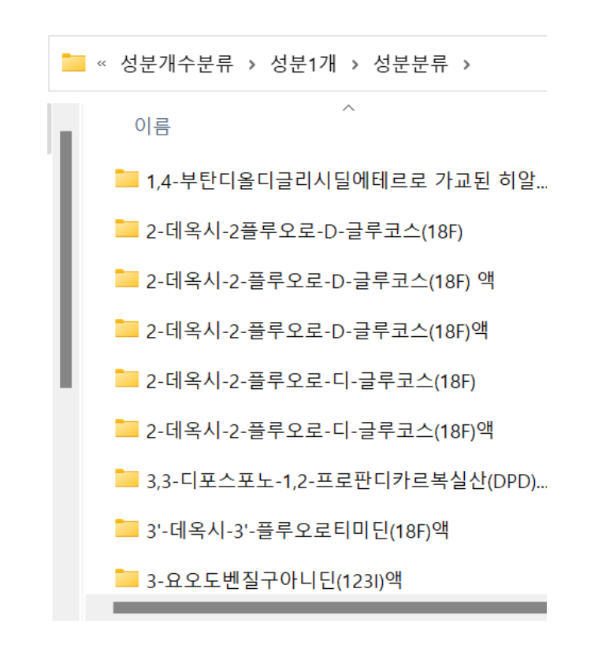 « 성분개수분류 > 성분1개 > 성분분류 >
이름
1,4-부탄디올디글리시딜에테르로 가교된 히알...
2-데옥시-2플루오로-D-글루코스(18F)
2-데옥시-2-플루오로-D-글루코스(18F) 액
2-데옥시-2-플루오로-D-글루코스(18F)액
2-데옥시-2-플루오로-디-글루코스(18F)
2-데옥시-2-플루오로-디-글루코스(18F)액
3,3-디포스포노-1,2-프로판디카르복실산(DPD)...
3'-데옥시-3'-플루오로티미딘(18F)액
3-요오도벤질구아니딘(123I)액